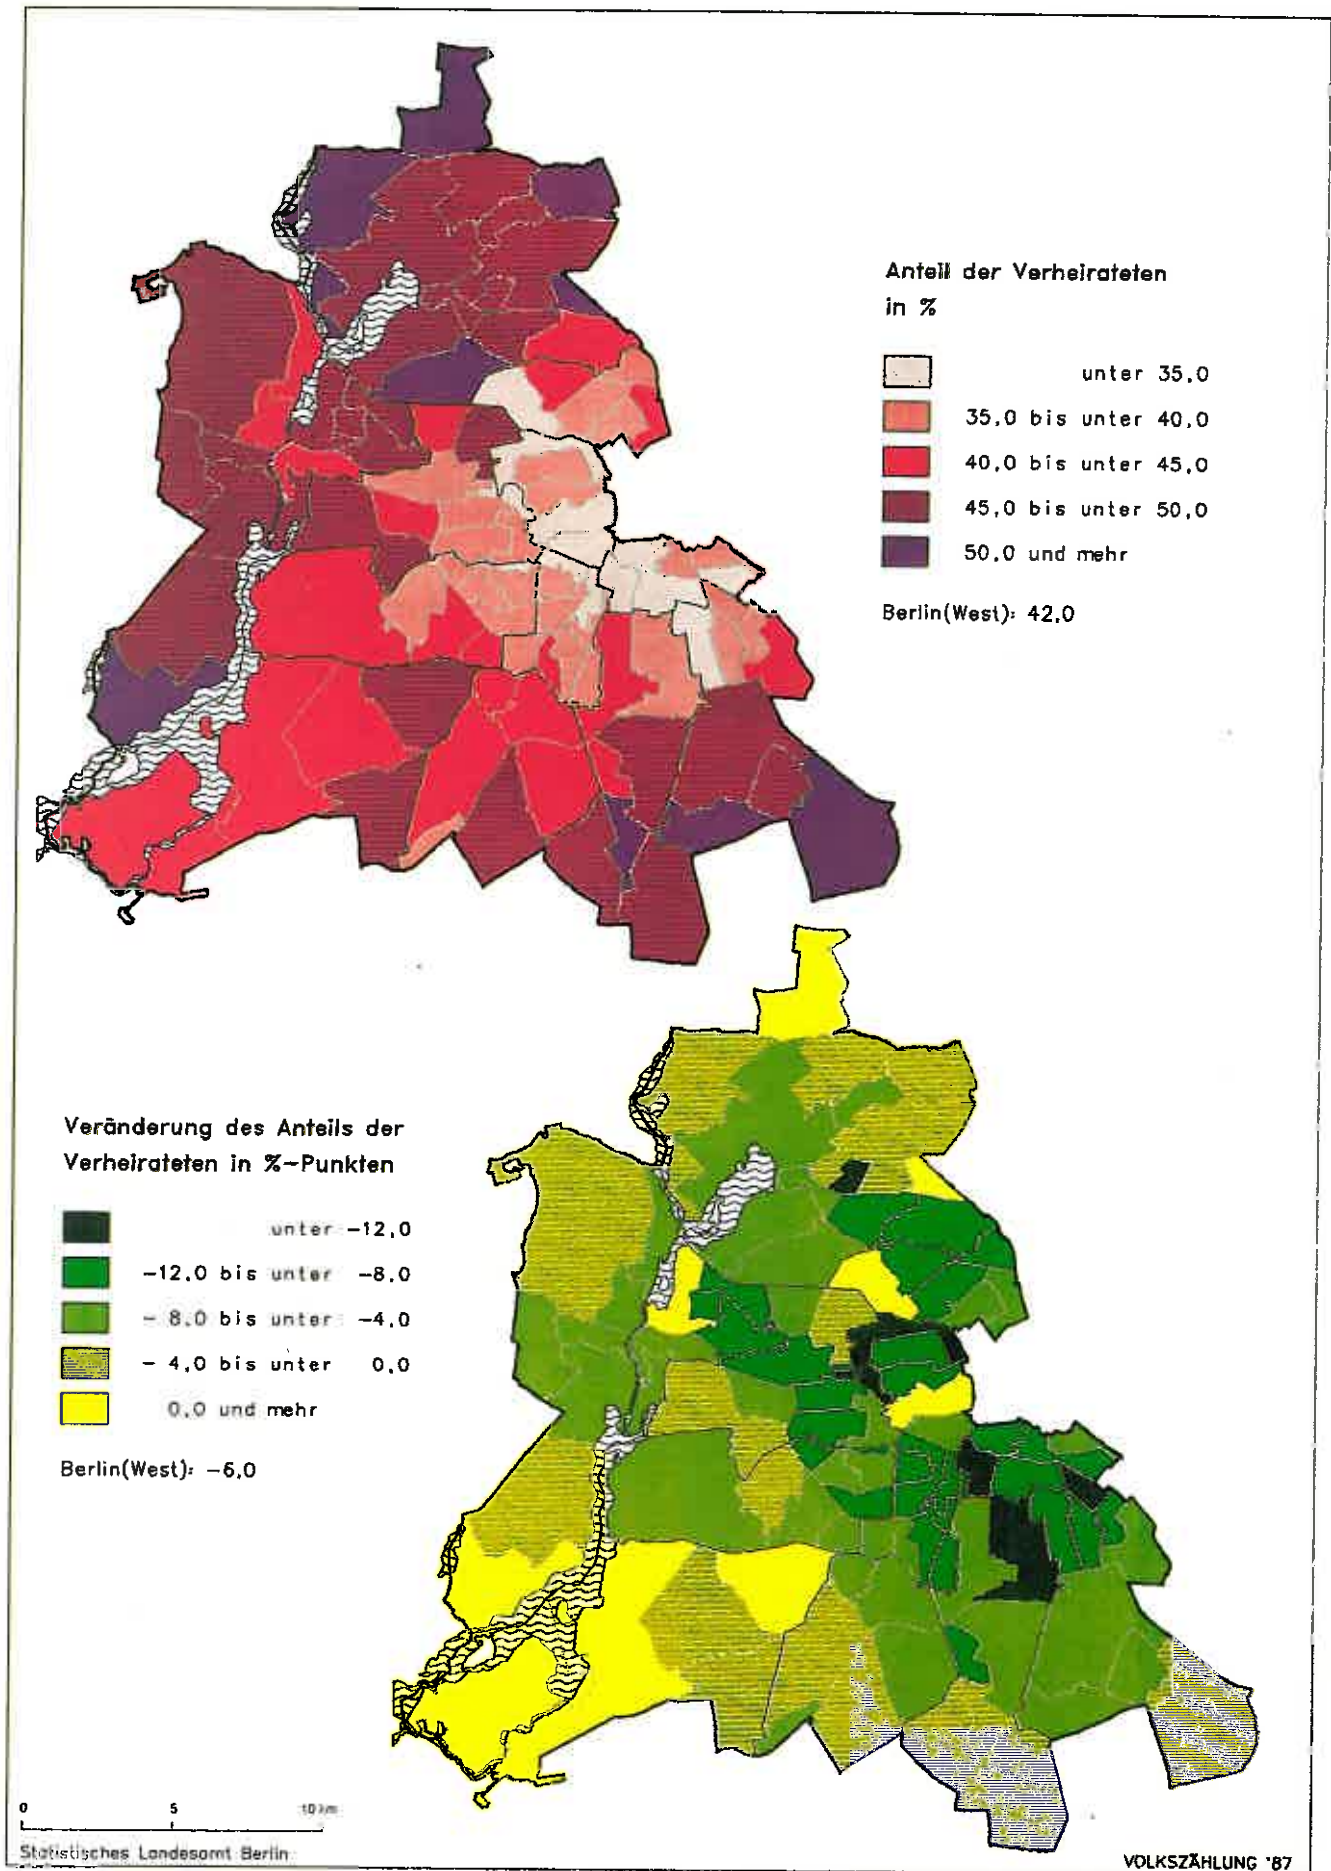 Anteil der Verheirateten
in %
unter 35,0
35,0 bis unter 40,0
40,0 bis unter 45,0
45,0 bis unter 50,0
50,0 und mehr
Berlin(West): 42,0
Veränderung des Anteils der
Verheirateten in %-Punkten
unter -12,0
-12,0 bis unter -8,0
- 8,0 bis unter -4,0
- 4,0 bis unter 0,0
0,0 und mehr
Berlin(West): -6,0
0 5 10 km
Statistisches Landesamt Berlin
VOLKSZÄHLUNG '87